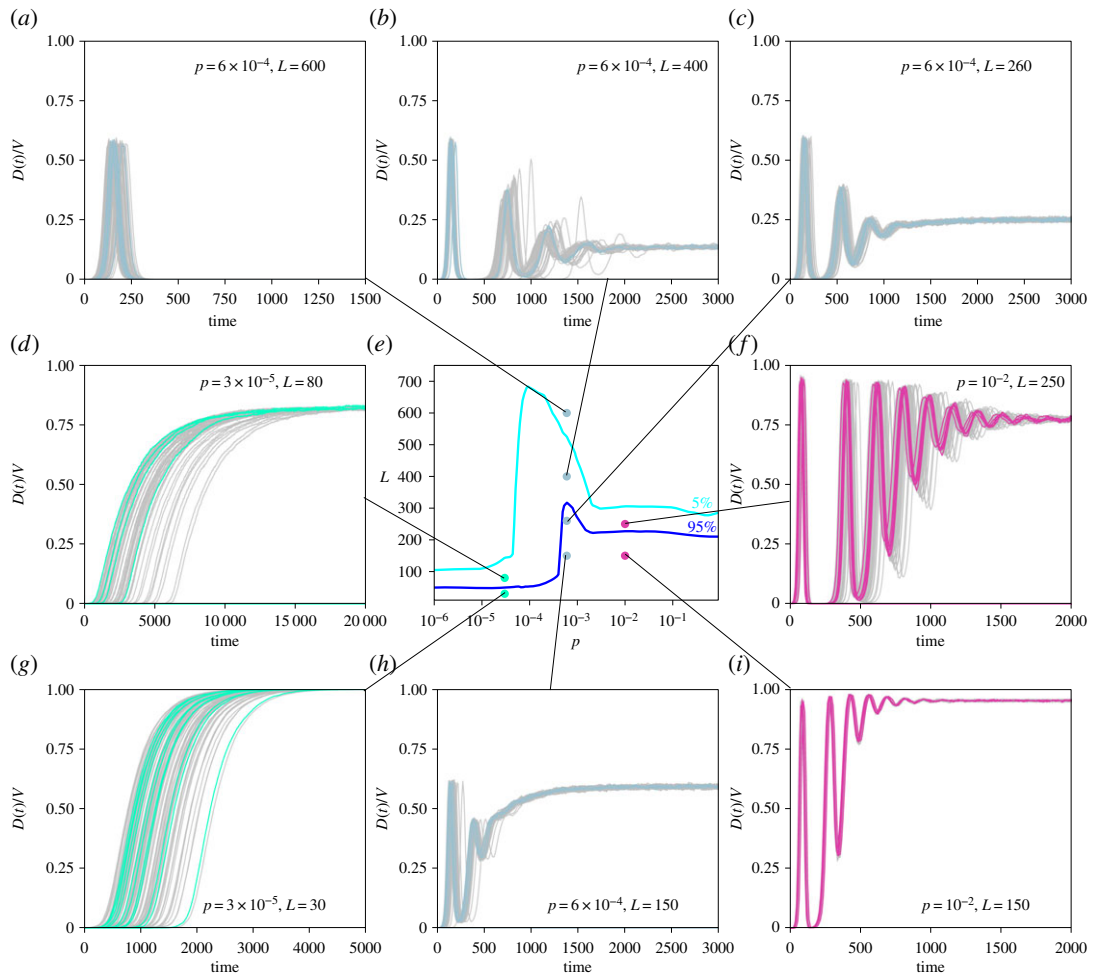 (a)
(b)
(c)
1.00
0.75
0.50
0.25
0
D(t)/V
p = 6 × 10⁻⁴, L = 600
0 250 500 750 1000 1250 1500
time
1.00
0.75
0.50
0.25
0
D(t)/V
p = 6 × 10⁻⁴, L = 400
0 500 1000 1500 2000 2500 3000
time
1.00
0.75
0.50
0.25
0
D(t)/V
p = 6 × 10⁻⁴, L = 260
0 500 1000 1500 2000 2500 3000
time
(d)
(e)
(f)
1.00
0.75
0.50
0.25
0
D(t)/V
p = 3 × 10⁻⁵, L = 80
0 5000 10 000 15 000 20 000
time
700
600
500
400
300
200
100
L
5%
95%
10⁻⁶ 10⁻⁵ 10⁻⁴ 10⁻³ 10⁻² 10⁻¹
p
1.00
0.75
0.50
0.25
0
D(t)/V
p = 10⁻², L = 250
0 500 1000 1500 2000
time
(g)
(h)
(i)
1.00
0.75
0.50
0.25
0
D(t)/V
p = 3 × 10⁻⁵, L = 30
0 1000 2000 3000 4000 5000
time
1.00
0.75
0.50
0.25
0
D(t)/V
p = 6 × 10⁻⁴, L = 150
0 500 1000 1500 2000 2500 3000
time
1.00
0.75
0.50
0.25
0
D(t)/V
p = 10⁻², L = 150
0 500 1000 1500 2000
time